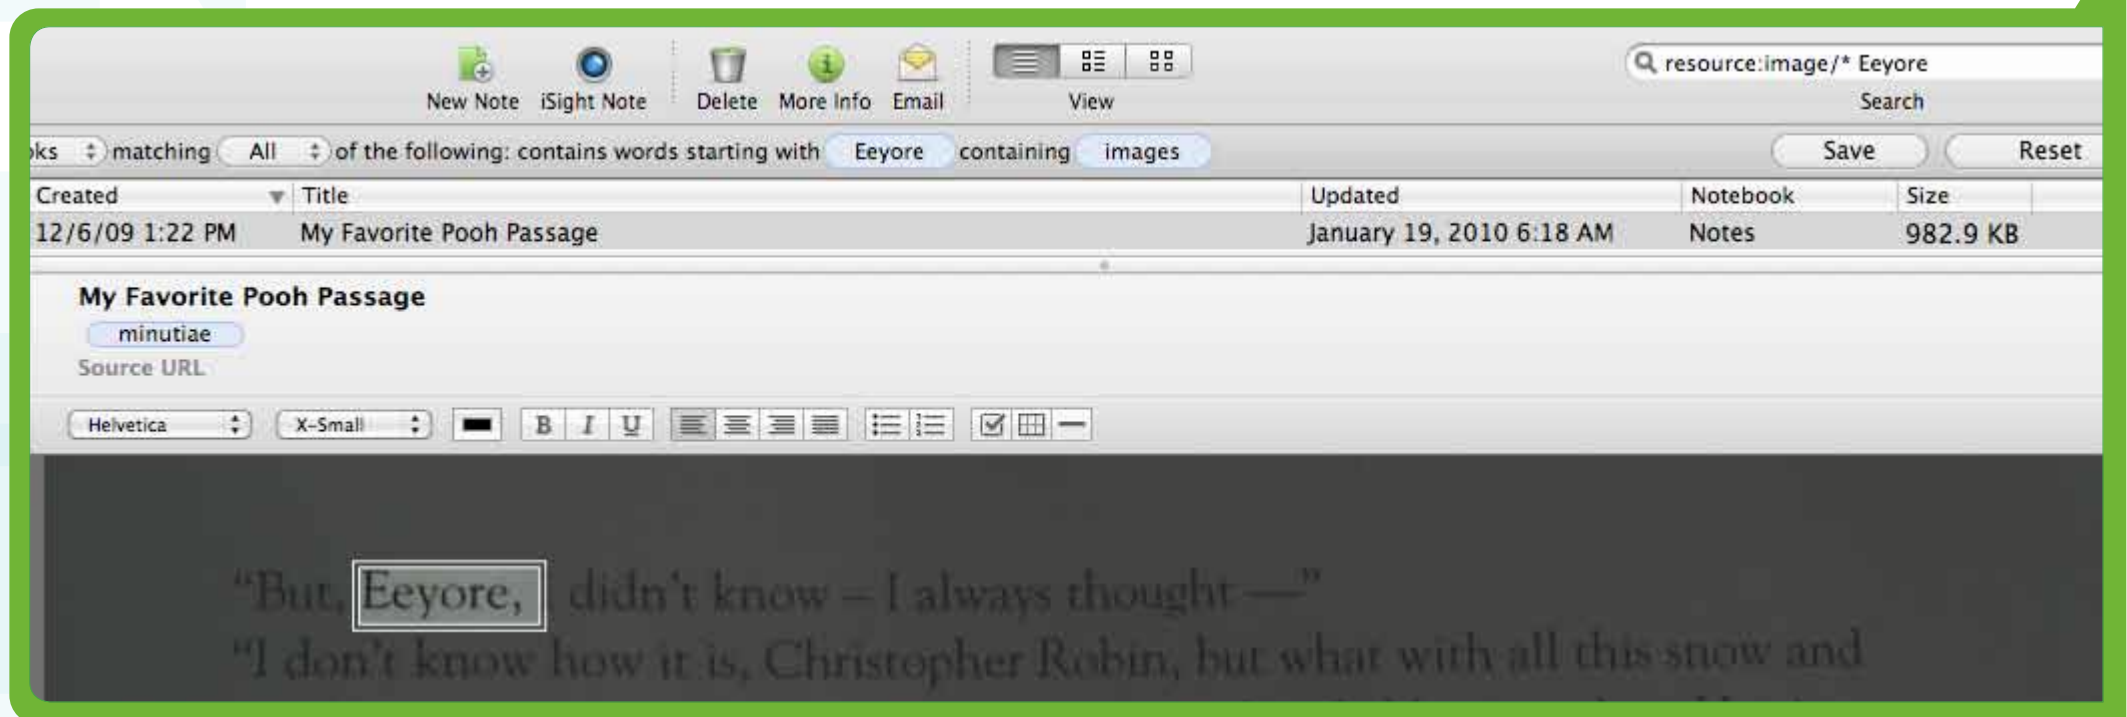 resource:image/* Eeyore
New Note iSight Note Delete More Info Email View Search
matching All of the following: contains words starting with Eeyore containing images Save Reset
Created Title Updated Notebook Size
12/6/09 1:22 PM My Favorite Pooh Passage January 19, 2010 6:18 AM Notes 982.9 KB
My Favorite Pooh Passage
minutiae
Source URL
Helvetica X-Small B I U
“But, Eeyore, didn’t know – I always thought —”
“I don’t know how it is, Christopher Robin, but what with all this snow and